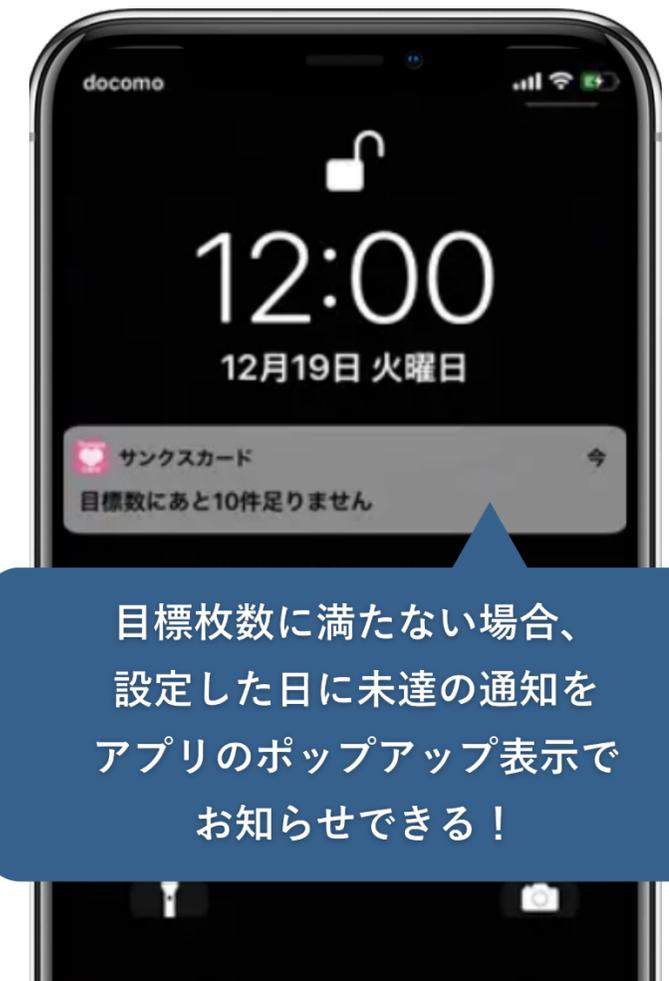 docomo
12:00
12月19日 火曜日
サンクスカード 今
目標数にあと10件足りません
目標枚数に満たない場合、
設定した日に未達の通知を
アプリのポップアップ表示で
お知らせできる！